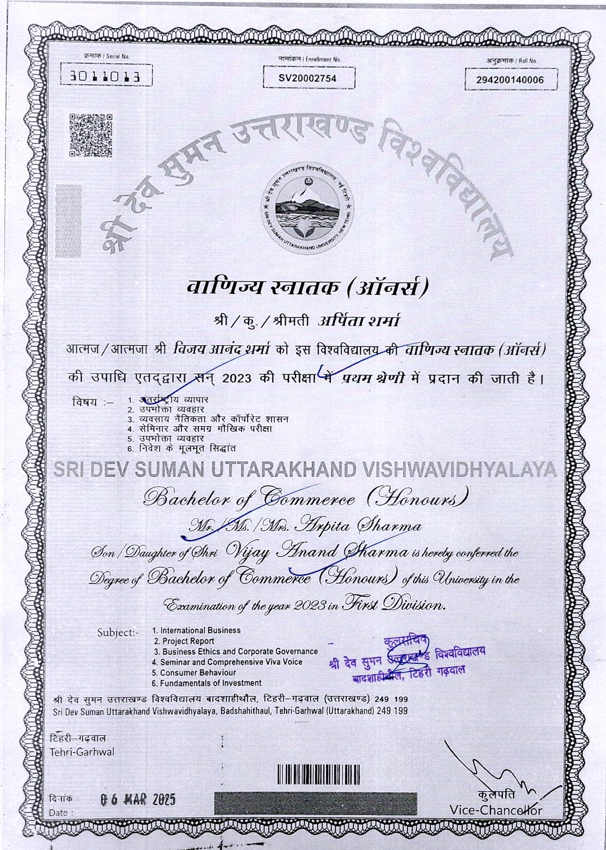 क्रमांक / Serial No.
3011013
नामांकन / Enrollment No.
SV20002754
अनुक्रमांक / Roll No.
294200140006
श्री देव सुमन उत्तराखण्ड विश्वविद्यालय
वाणिज्य स्नातक (ऑनर्स)
श्री / कु. / श्रीमती अर्पिता शर्मा
आत्मज / आत्मजा श्री विजय आनंद शर्मा को इस विश्वविद्यालय की वाणिज्य स्नातक (ऑनर्स)
की उपाधि एतद्द्वारा सन् 2023 की परीक्षा में प्रथम श्रेणी में प्रदान की जाती है।
विषय :–
1. अंतर्राष्ट्रीय व्यापार
2. उपभोक्ता व्यवहार
3. व्यवसाय नैतिकता और कॉर्पोरेट शासन
4. सेमिनार और समग्र मौखिक परीक्षा
5. उपभोक्ता व्यवहार
6. निवेश के मूलभूत सिद्धांत
SRI DEV SUMAN UTTARAKHAND VISHWAVIDHYALAYA
Bachelor of Commerce (Honours)
Mr. / Ms. / Mrs. Arpita Sharma
Son / Daughter of Shri Vijay Anand Sharma is hereby conferred the
Degree of Bachelor of Commerce (Honours) of this University in the
Examination of the year 2023 in First Division.
Subject:-
1. International Business
2. Project Report
3. Business Ethics and Corporate Governance
4. Seminar and Comprehensive Viva Voice
5. Consumer Behaviour
6. Fundamentals of Investment
कुलसचिव
श्री देव सुमन उत्तराखण्ड विश्वविद्यालय
बादशाहीथौल, टिहरी गढ़वाल
श्री देव सुमन उत्तराखण्ड विश्वविद्यालय बादशाहीथौल, टिहरी–गढ़वाल (उत्तराखण्ड) 249 199
Sri Dev Suman Uttarakhand Vishwavidhyalaya, Badshahithaul, Tehri-Garhwal (Uttarakhand) 249 199
टिहरी–गढ़वाल
Tehri-Garhwal
दिनांक :
06 MAR 2025
Date :
कुलपति
Vice-Chancellor